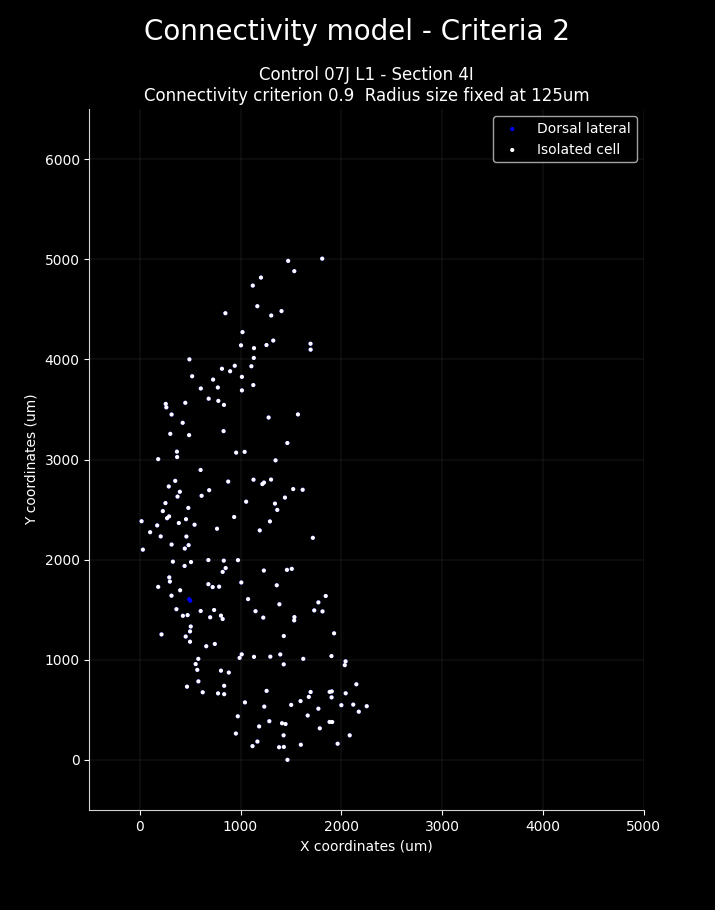 Connectivity model - Criteria 2
Control 07J L1 - Section 4I
Connectivity criterion 0.9  Radius size fixed at 125um
Dorsal lateral
Isolated cell
6000
5000
4000
3000
2000
1000
0
Y coordinates (um)
0 1000 2000 3000 4000 5000
X coordinates (um)